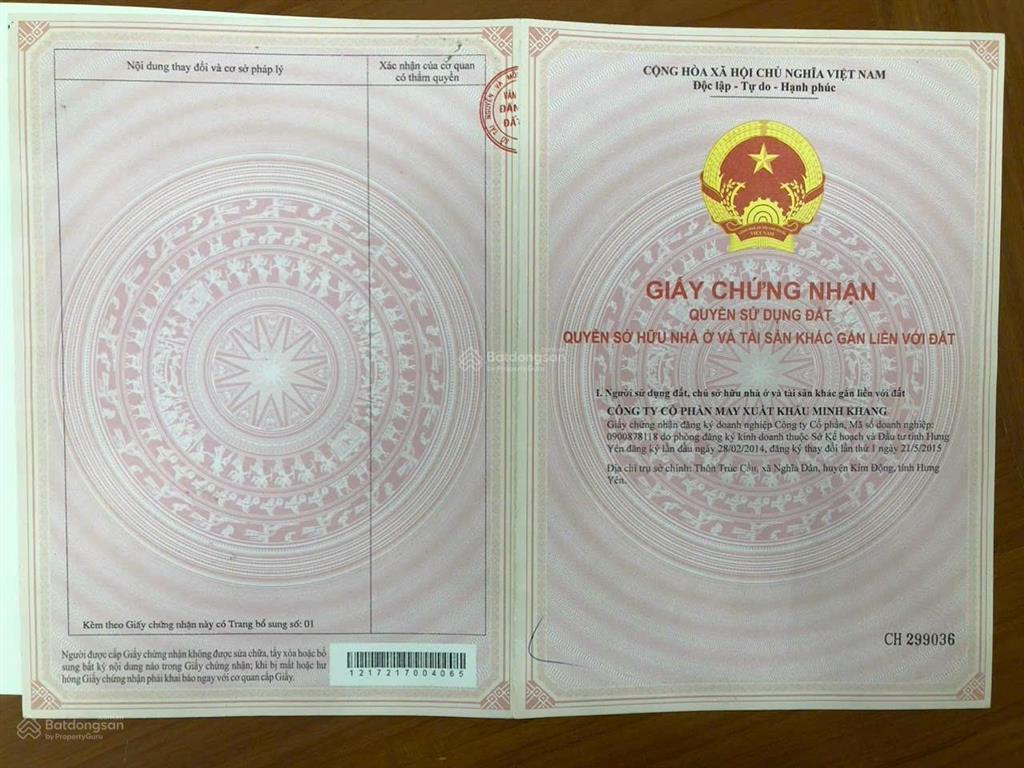 Nội dung thay đổi và cơ sở pháp lý
Xác nhận của cơ quan
có thẩm quyền
Kèm theo Giấy chứng nhận này có Trang bổ sung số: 01
Người được cấp Giấy chứng nhận không được sửa chữa, tẩy xóa hoặc bổ
sung bất kỳ nội dung nào trong Giấy chứng nhận; khi bị mất hoặc hư
hỏng Giấy chứng nhận phải khai báo ngay với cơ quan cấp Giấy.
1217217004065
CỘNG HÒA XÃ HỘI CHỦ NGHĨA VIỆT NAM
Độc lập - Tự do - Hạnh phúc
VIỆT NAM
GIẤY CHỨNG NHẬN
QUYỀN SỬ DỤNG ĐẤT
QUYỀN SỞ HỮU NHÀ Ở VÀ TÀI SẢN KHÁC GẮN LIỀN VỚI ĐẤT
I. Người sử dụng đất, chủ sở hữu nhà ở và tài sản khác gắn liền với đất
CÔNG TY CỔ PHẦN MAY XUẤT KHẨU MINH KHANG
Giấy chứng nhận đăng ký doanh nghiệp Công ty Cổ phần, Mã số doanh nghiệp:
0900878118 do phòng đăng ký kinh doanh thuộc Sở Kế hoạch và Đầu tư tỉnh Hưng
Yên đăng ký lần đầu ngày 28/02/2014, đăng ký thay đổi lần thứ 1 ngày 21/5/2015
Địa chỉ trụ sở chính: Thôn Trúc Cầu, xã Nghĩa Dân, huyện Kim Động, tỉnh Hưng
Yên.
CH 299036
Batdongsan
Batdongsan
by PropertyGuru